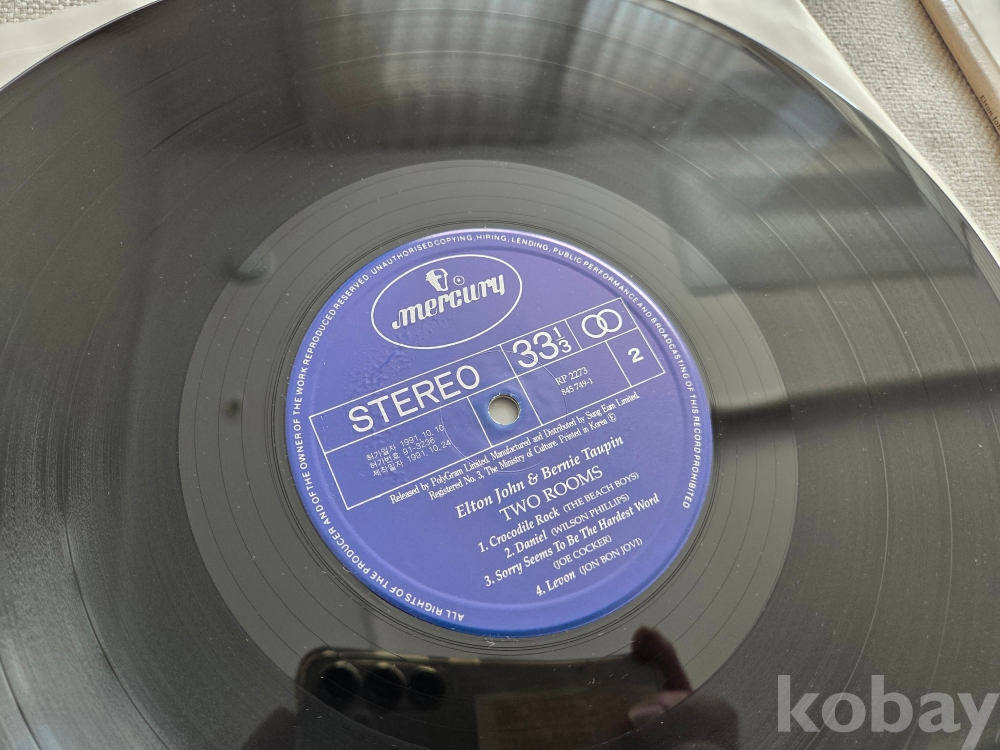 ALL RIGHTS OF THE PRODUCER AND OF THE OWNER OF THE WORK REPRODUCED RESERVED. UNAUTHORISED COPYING, HIRING, LENDING, PUBLIC PERFORMANCE AND BROADCASTING OF THIS RECORD PROHIBITED
mercury ®
STEREO 33 1/3
RP 2273
845 749-1
2
허가일자 1991.10.10
허가번호 91-3236
제작일자 1991.10.24
Released by PolyGram Limited. Manufactured and Distributed by Sung Eum Limited.
Registered No. 3, The Ministry of Culture. Printed in Korea Ⓔ
Elton John & Bernie Taupin
TWO ROOMS
1. Crocodile Rock (THE BEACH BOYS)
2. Daniel (WILSON PHILLIPS)
3. Sorry Seems To Be The Hardest Word
(JOE COCKER)
4. Levon (JON BON JOVI)
kobay